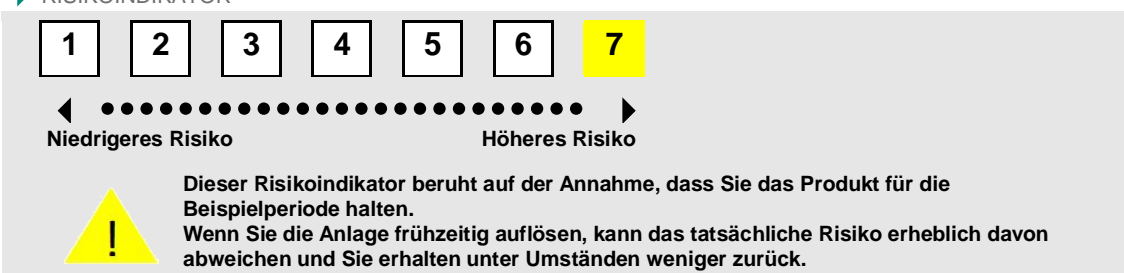 RISIKOINDIKATOR
1 2 3 4 5 6 7
Niedrigeres Risiko Höheres Risiko
Dieser Risikoindikator beruht auf der Annahme, dass Sie das Produkt für die
Beispielperiode halten.
! Wenn Sie die Anlage frühzeitig auflösen, kann das tatsächliche Risiko erheblich davon
abweichen und Sie erhalten unter Umständen weniger zurück.